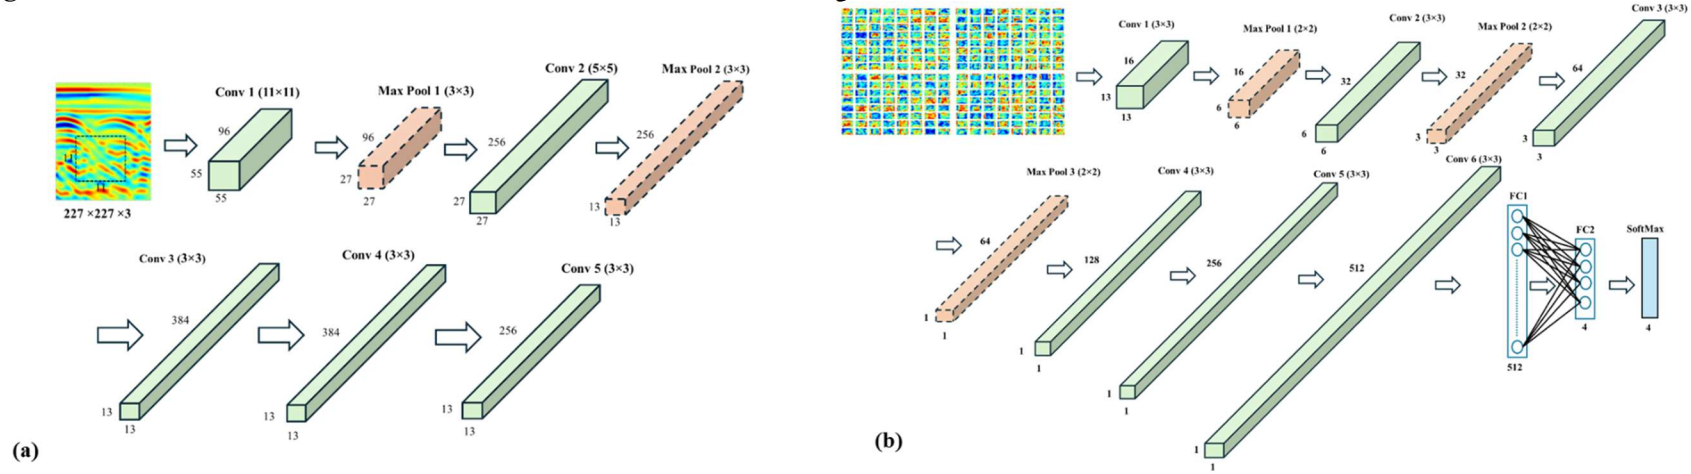 Conv 1 (11×11)
96
55
55
Max Pool 1 (3×3)
96
27
27
Conv 2 (5×5)
256
27
27
Max Pool 2 (3×3)
256
13
13
11
11
227 ×227 ×3
Conv 3 (3×3)
384
13
13
Conv 4 (3×3)
384
13
13
Conv 5 (3×3)
256
13
13
(a)
Conv 1 (3×3)
16
13
13
Max Pool 1 (2×2)
16
6
6
Conv 2 (3×3)
32
6
6
Max Pool 2 (2×2)
32
3
3
Conv 3 (3×3)
64
3
3
Max Pool 3 (2×2)
64
1
1
Conv 4 (3×3)
128
1
1
Conv 5 (3×3)
256
1
1
Conv 6 (3×3)
512
1
1
FC1
512
FC2
4
SoftMax
4
(b)